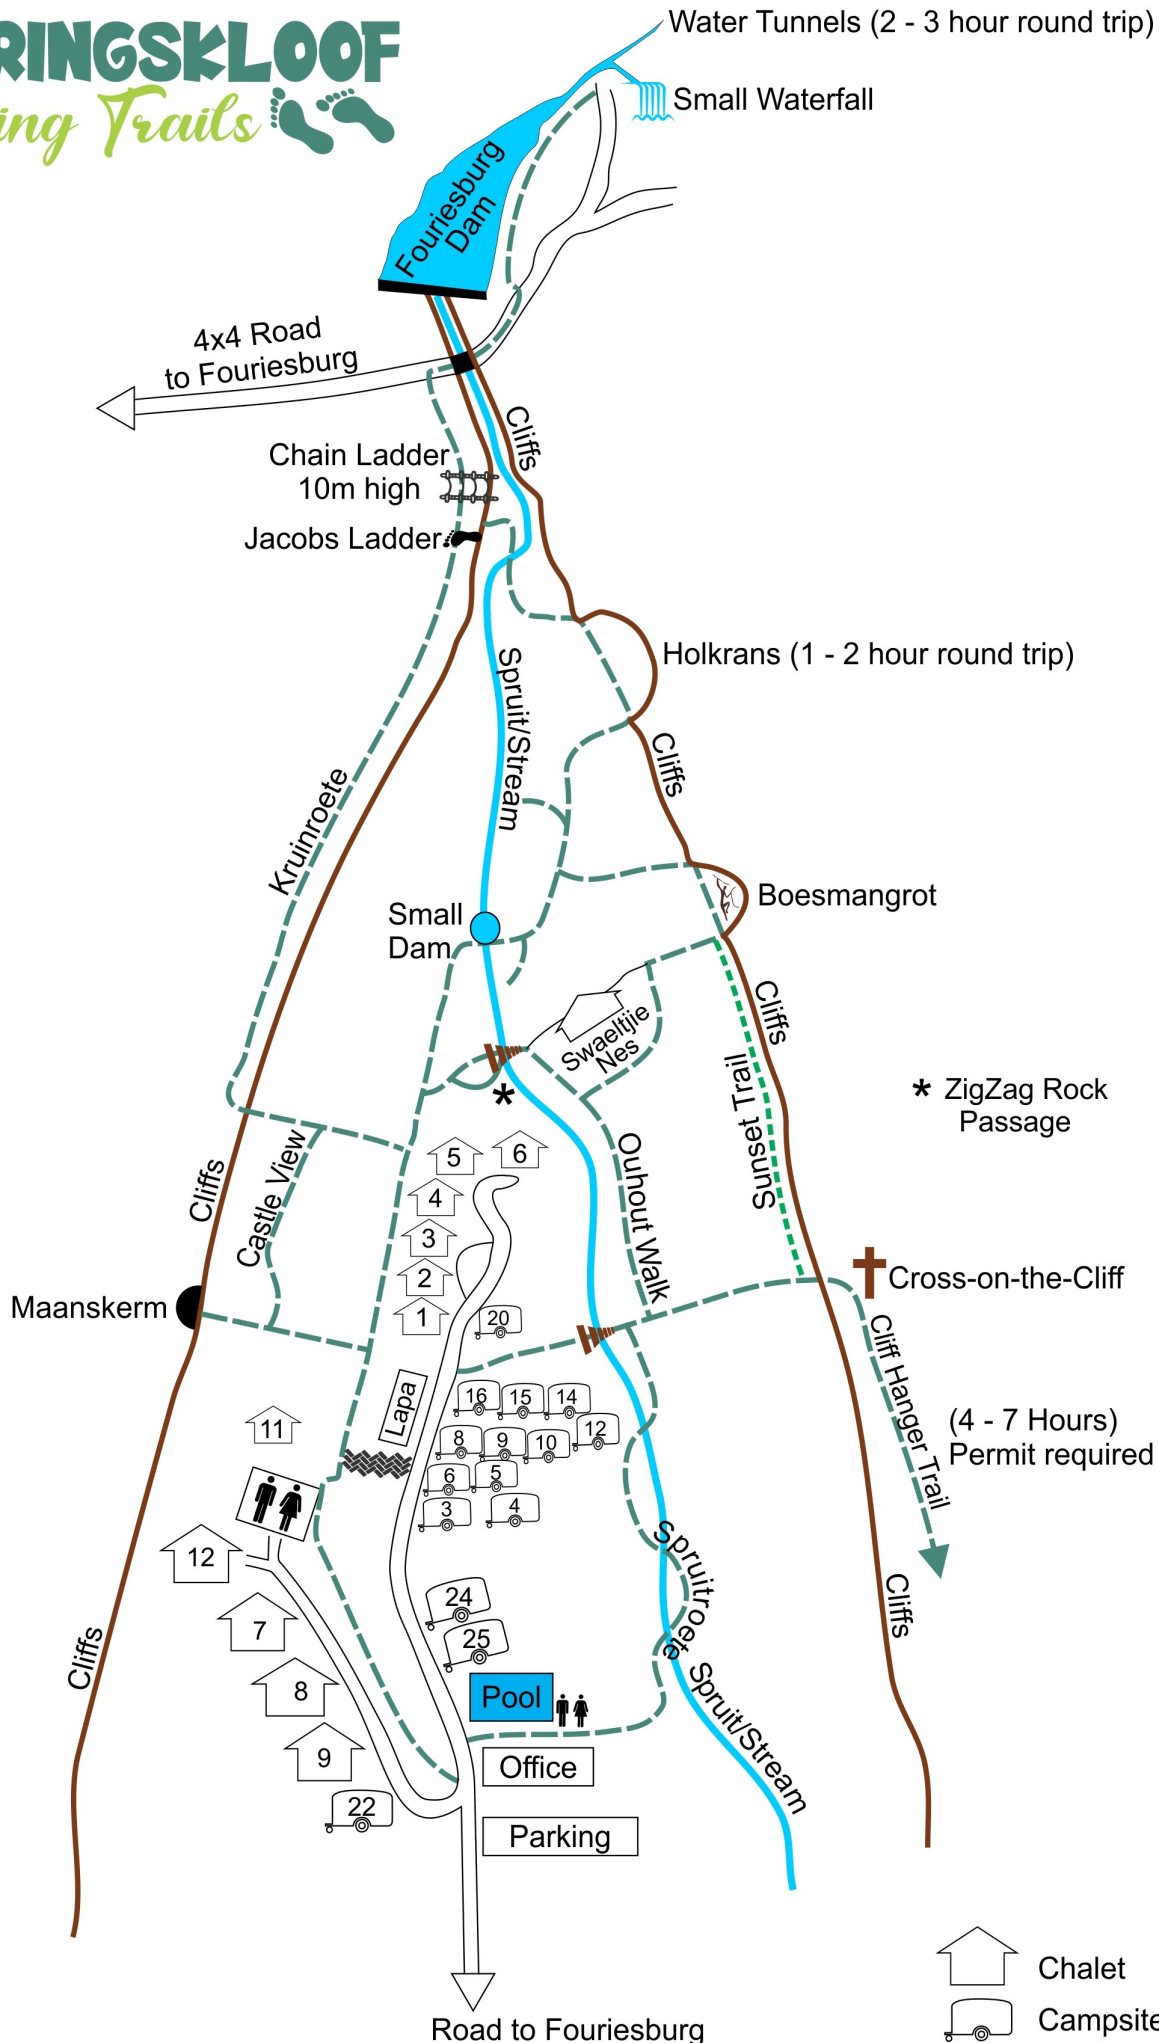 RINGSKLOOF
ing Trails
Water Tunnels (2 - 3 hour round trip)
Small Waterfall
Fouriesburg
Dam
4x4 Road
to Fouriesburg
Cliffs
Chain Ladder
10m high
Jacobs Ladder
Holkrans (1 - 2 hour round trip)
Spruit/Stream
Cliffs
Kruinroete
Boesmangrot
Small
Dam
Cliffs
Swaeltjie
Nes
Sunset Trail
* ZigZag Rock
Passage
*
Ouhout Walk
5
6
4
3
2
1
20
Castle View
Cliffs
Maanskerm
Cross-on-the-Cliff
Cliff Hanger Trail
(4 - 7 Hours)
Permit required
Lapa
16
15
14
12
8
9
10
6
5
3
4
11
12
7
8
9
22
24
25
Spruitroete
Cliffs
Cliffs
Pool
Spruit/Stream
Office
Parking
Chalet
Campsite
Road to Fouriesburg